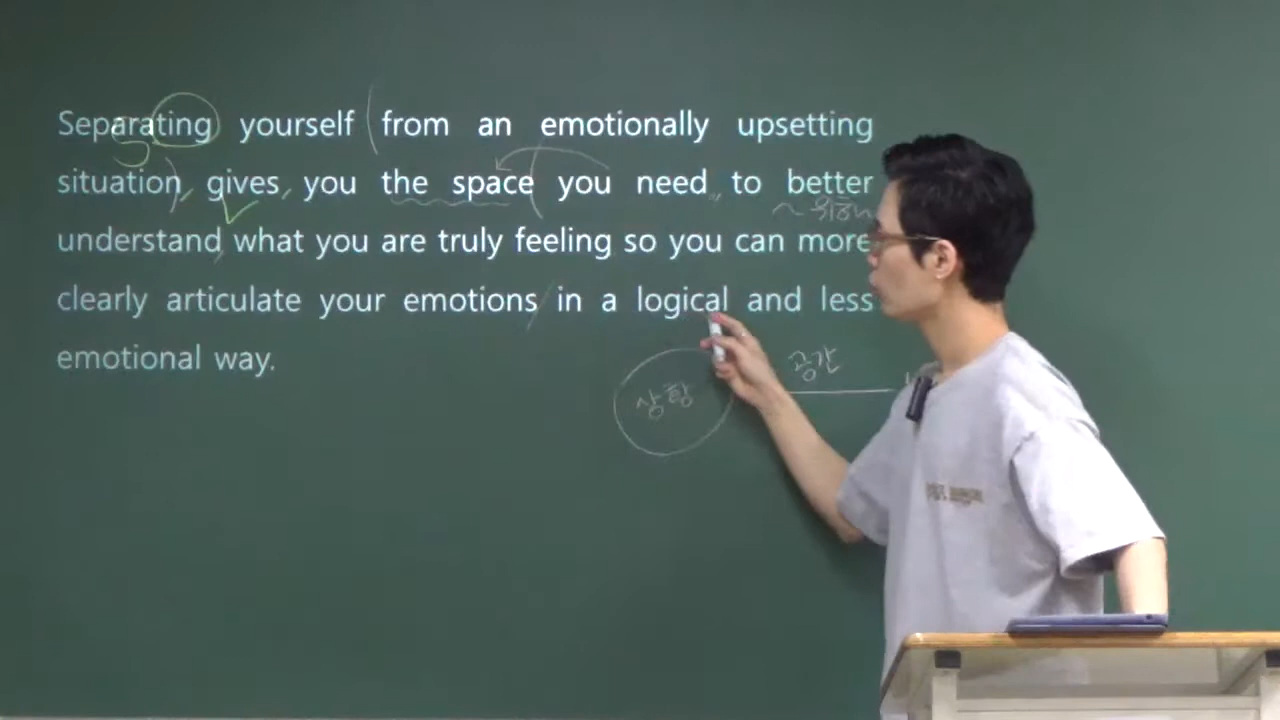 Separating yourself from an emotionally upsetting
situation gives you the space you need to better
~위해
understand what you are truly feeling so you can more
clearly articulate your emotions in a logical and less
emotional way.
공간
상황